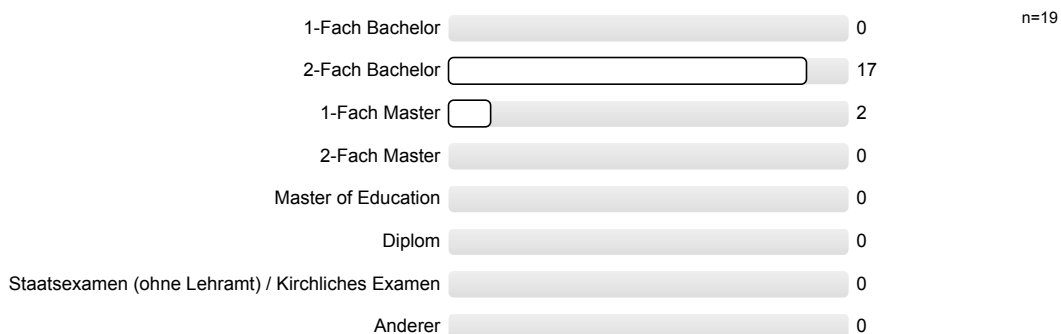 n=19
1-Fach Bachelor 0
2-Fach Bachelor 17
1-Fach Master 2
2-Fach Master 0
Master of Education 0
Diplom 0
Staatsexamen (ohne Lehramt) / Kirchliches Examen 0
Anderer 0